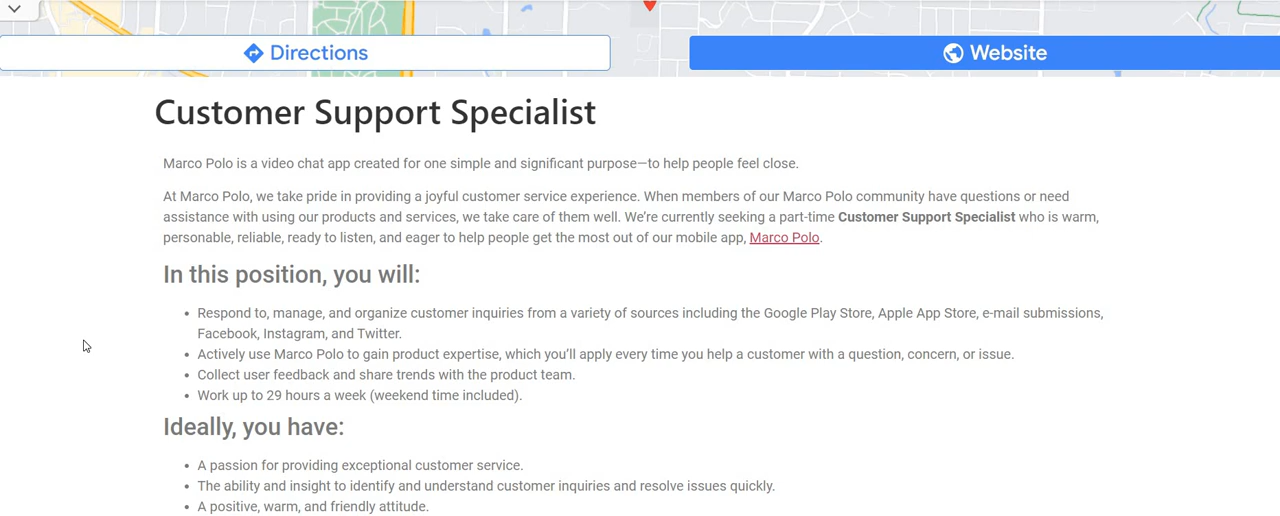 Directions
Website
Customer Support Specialist
Marco Polo is a video chat app created for one simple and significant purpose—to help people feel close.
At Marco Polo, we take pride in providing a joyful customer service experience. When members of our Marco Polo community have questions or need
assistance with using our products and services, we take care of them well. We’re currently seeking a part-time Customer Support Specialist who is warm,
personable, reliable, ready to listen, and eager to help people get the most out of our mobile app, Marco Polo.
In this position, you will:
• Respond to, manage, and organize customer inquiries from a variety of sources including the Google Play Store, Apple App Store, e-mail submissions,
Facebook, Instagram, and Twitter.
• Actively use Marco Polo to gain product expertise, which you’ll apply every time you help a customer with a question, concern, or issue.
• Collect user feedback and share trends with the product team.
• Work up to 29 hours a week (weekend time included).
Ideally, you have:
• A passion for providing exceptional customer service.
• The ability and insight to identify and understand customer inquiries and resolve issues quickly.
• A positive, warm, and friendly attitude.